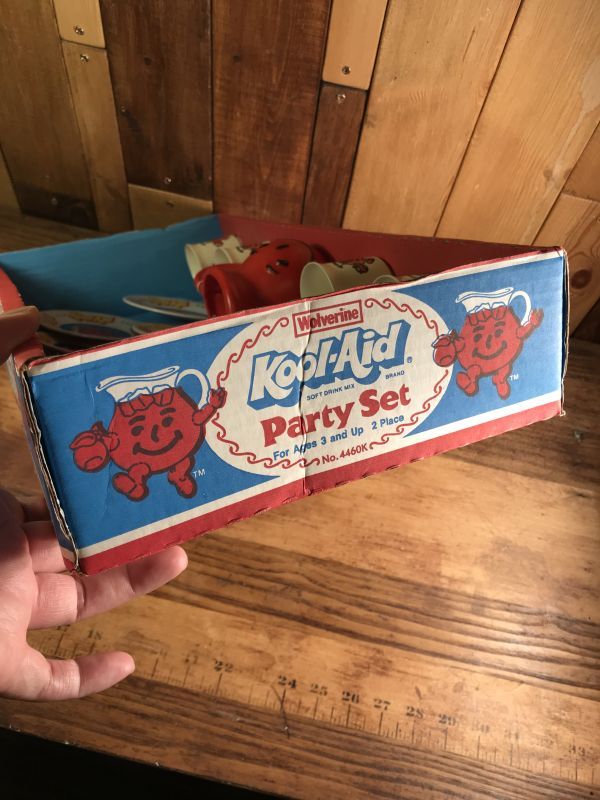 Wolverine
Kool-Aid®
SOFT DRINK MIX BRAND
Party Set
For Ages 3 and Up 2 Place
No. 4460K
TM
TM
18 22 24 25 26 27 28 29 30 31